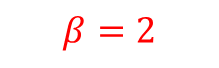 β = 2